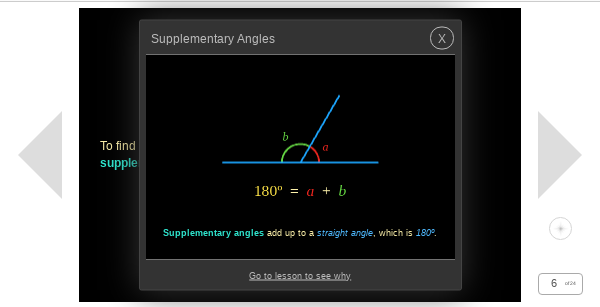 Supplementary Angles
X
To find
supple
b
a
180º = a + b
Supplementary angles add up to a straight angle, which is 180º.
Go to lesson to see why
6 of 24